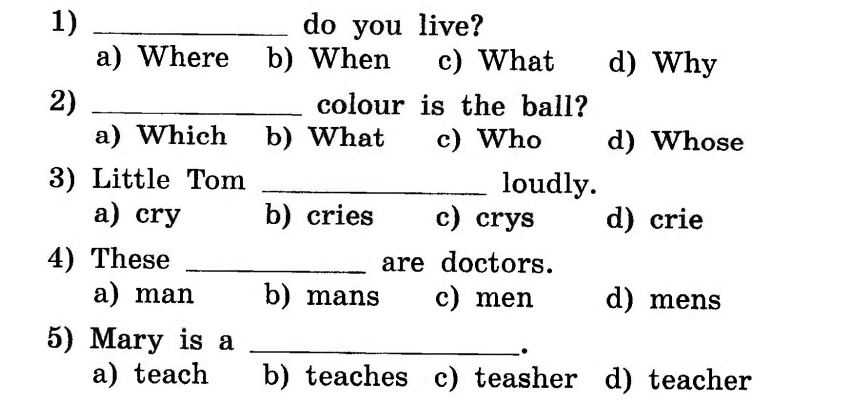 1) ____________ do you live?
a) Where b) When c) What d) Why
2) ____________ colour is the ball?
a) Which b) What c) Who d) Whose
3) Little Tom ____________ loudly.
a) cry b) cries c) crys d) crie
4) These ____________ are doctors.
a) man b) mans c) men d) mens
5) Mary is a ____________.
a) teach b) teaches c) teasher d) teacher